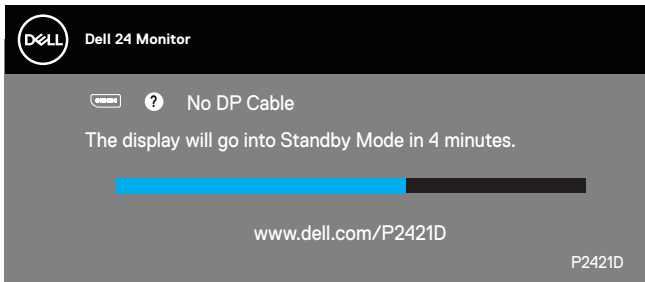 DELL
Dell 24 Monitor
? No DP Cable
The display will go into Standby Mode in 4 minutes.
www.dell.com/P2421D
P2421D